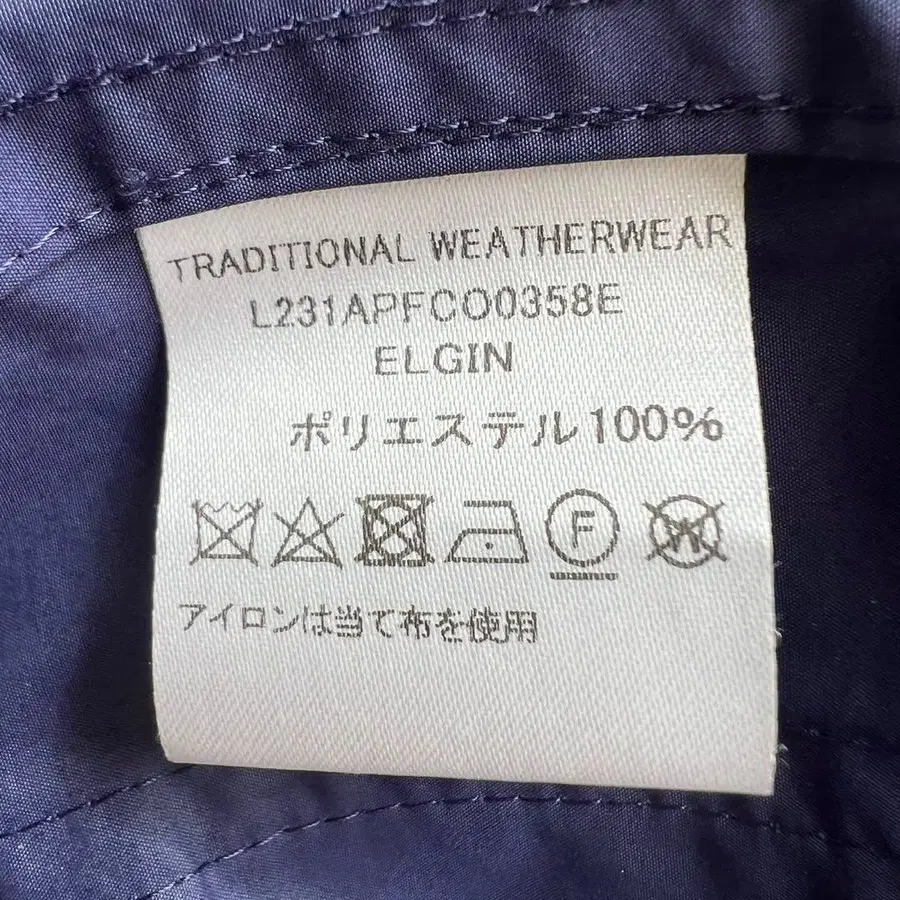 TRADITIONAL WEATHERWEAR
L231APFCO0358E
ELGIN
ポリエステル100%
F W
アイロンは当て布を使用